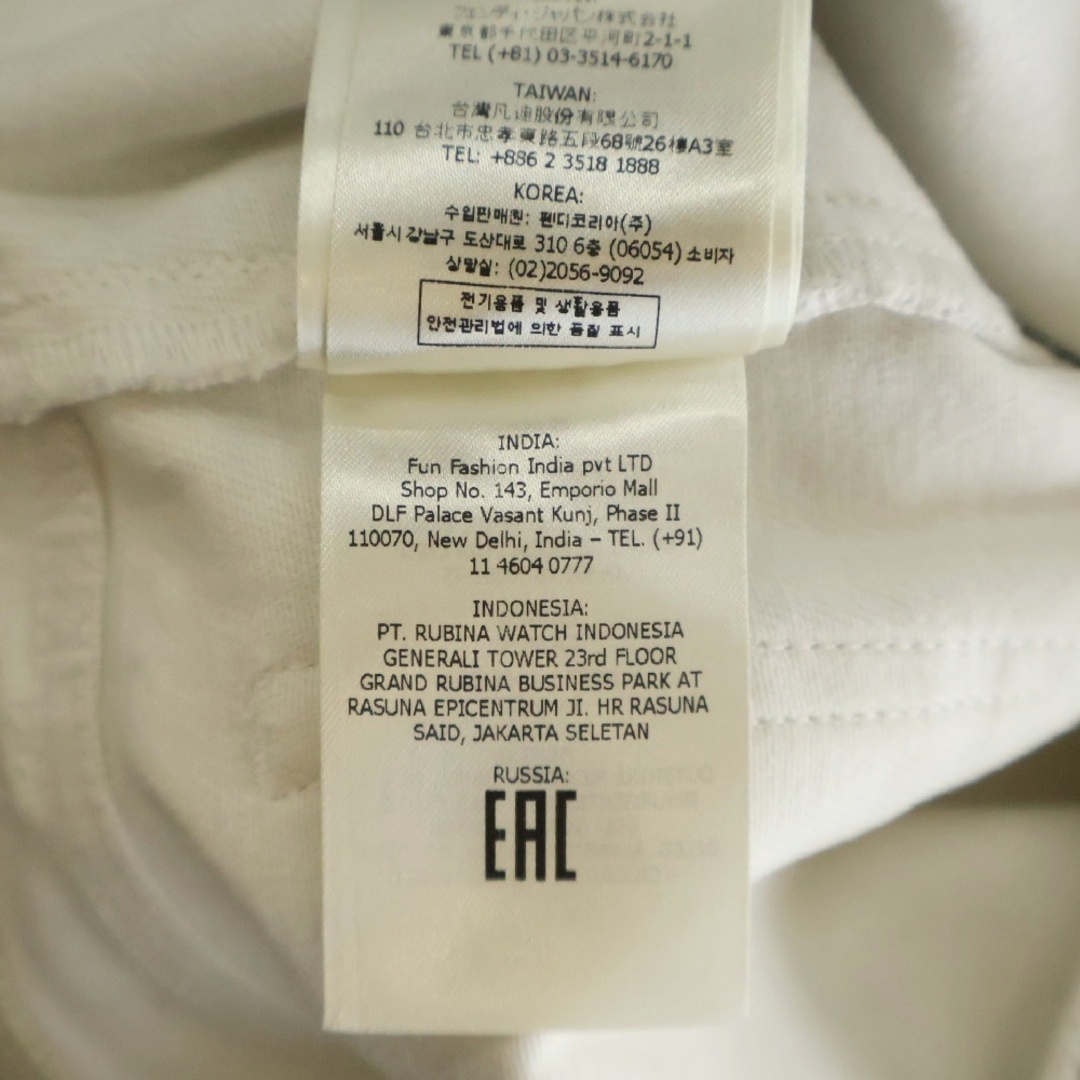 フェンディ・ジャパン株式会社
東京都千代田区平河町2-1-1
TEL (+81) 03-3514-6170
TAIWAN:
台灣凡迪股份有限公司
110 台北市忠孝東路五段68號26樓A3室
TEL: +886 2 3518 1888
KOREA:
수입판매원: 펜디코리아(주)
서울시 강남구 도산대로 310 6층 (06054) 소비자
상담실: (02)2056-9092
전기용품 및 생활용품
안전관리법에 의한 품질 표시
INDIA:
Fun Fashion India pvt LTD
Shop No. 143, Emporio Mall
DLF Palace Vasant Kunj, Phase II
110070, New Delhi, India – TEL. (+91)
11 4604 0777
INDONESIA:
PT. RUBINA WATCH INDONESIA
GENERALI TOWER 23rd FLOOR
GRAND RUBINA BUSINESS PARK AT
RASUNA EPICENTRUM JI. HR RASUNA
SAID, JAKARTA SELETAN
RUSSIA:
EAC